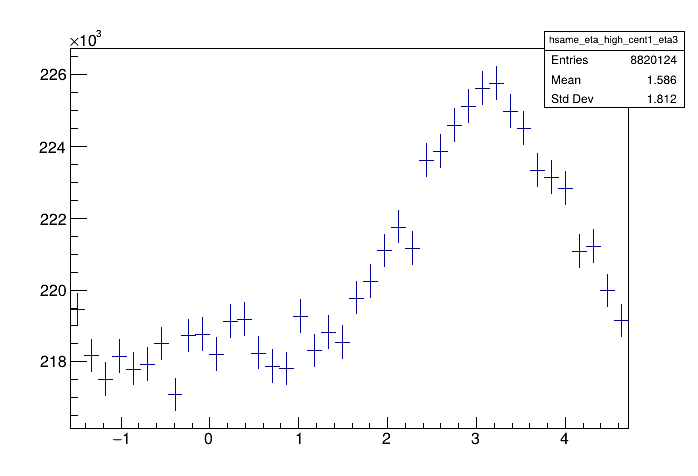 ×10³
hsame_eta_high_cent1_eta3
Entries 8820124
Mean 1.586
Std Dev 1.812
226
224
222
220
218
−1 0 1 2 3 4